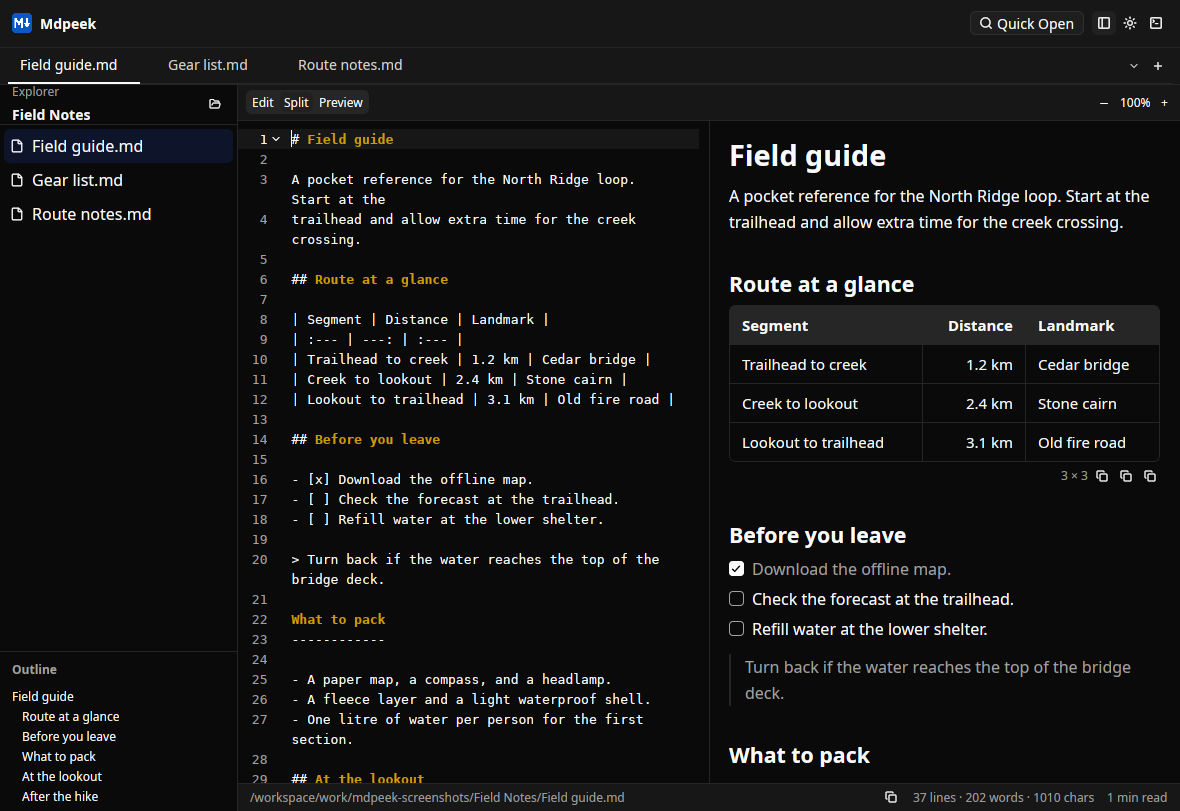 M↓ Mdpeek
Quick Open
Field guide.md
Gear list.md
Route notes.md
Explorer
Field Notes
Field guide.md
Gear list.md
Route notes.md
Outline
Field guide
Route at a glance
Before you leave
What to pack
At the lookout
After the hike
Edit Split Preview
− 100% +
1 # Field guide
2
3 A pocket reference for the North Ridge loop.
Start at the
4 trailhead and allow extra time for the creek
crossing.
5
6 ## Route at a glance
7
8 | Segment | Distance | Landmark |
9 | :--- | ---: | :--- |
10 | Trailhead to creek | 1.2 km | Cedar bridge |
11 | Creek to lookout | 2.4 km | Stone cairn |
12 | Lookout to trailhead | 3.1 km | Old fire road |
13
14 ## Before you leave
15
16 - [x] Download the offline map.
17 - [ ] Check the forecast at the trailhead.
18 - [ ] Refill water at the lower shelter.
19
20 > Turn back if the water reaches the top of the
bridge deck.
21
22 What to pack
23 ------------
24
25 - A paper map, a compass, and a headlamp.
26 - A fleece layer and a light waterproof shell.
27 - One litre of water per person for the first
section.
28
29 ## At the lookout
Field guide
A pocket reference for the North Ridge loop. Start at the
trailhead and allow extra time for the creek crossing.
Route at a glance
Segment Distance Landmark
Trailhead to creek 1.2 km Cedar bridge
Creek to lookout 2.4 km Stone cairn
Lookout to trailhead 3.1 km Old fire road
3 × 3
Before you leave
Download the offline map.
Check the forecast at the trailhead.
Refill water at the lower shelter.
Turn back if the water reaches the top of the bridge
deck.
What to pack
/workspace/work/mdpeek-screenshots/Field Notes/Field guide.md
37 lines · 202 words · 1010 chars 1 min read